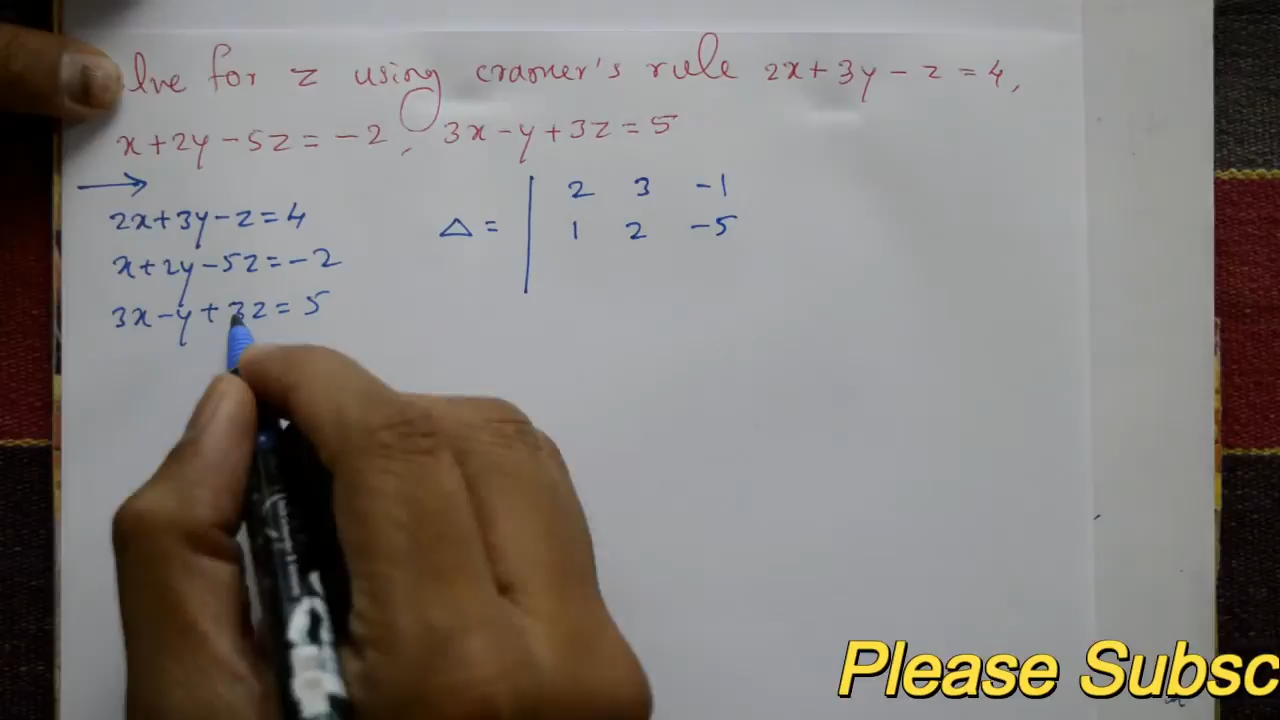 lve for z using cramer's rule 2x+3y-z=4,
x+2y-5z=-2, 3x-y+3z=5
2x+3y-z=4
x+2y-5z=-2
3x-y+3z=5
Δ= | 2 3 -1
1 2 -5
Please Subsc